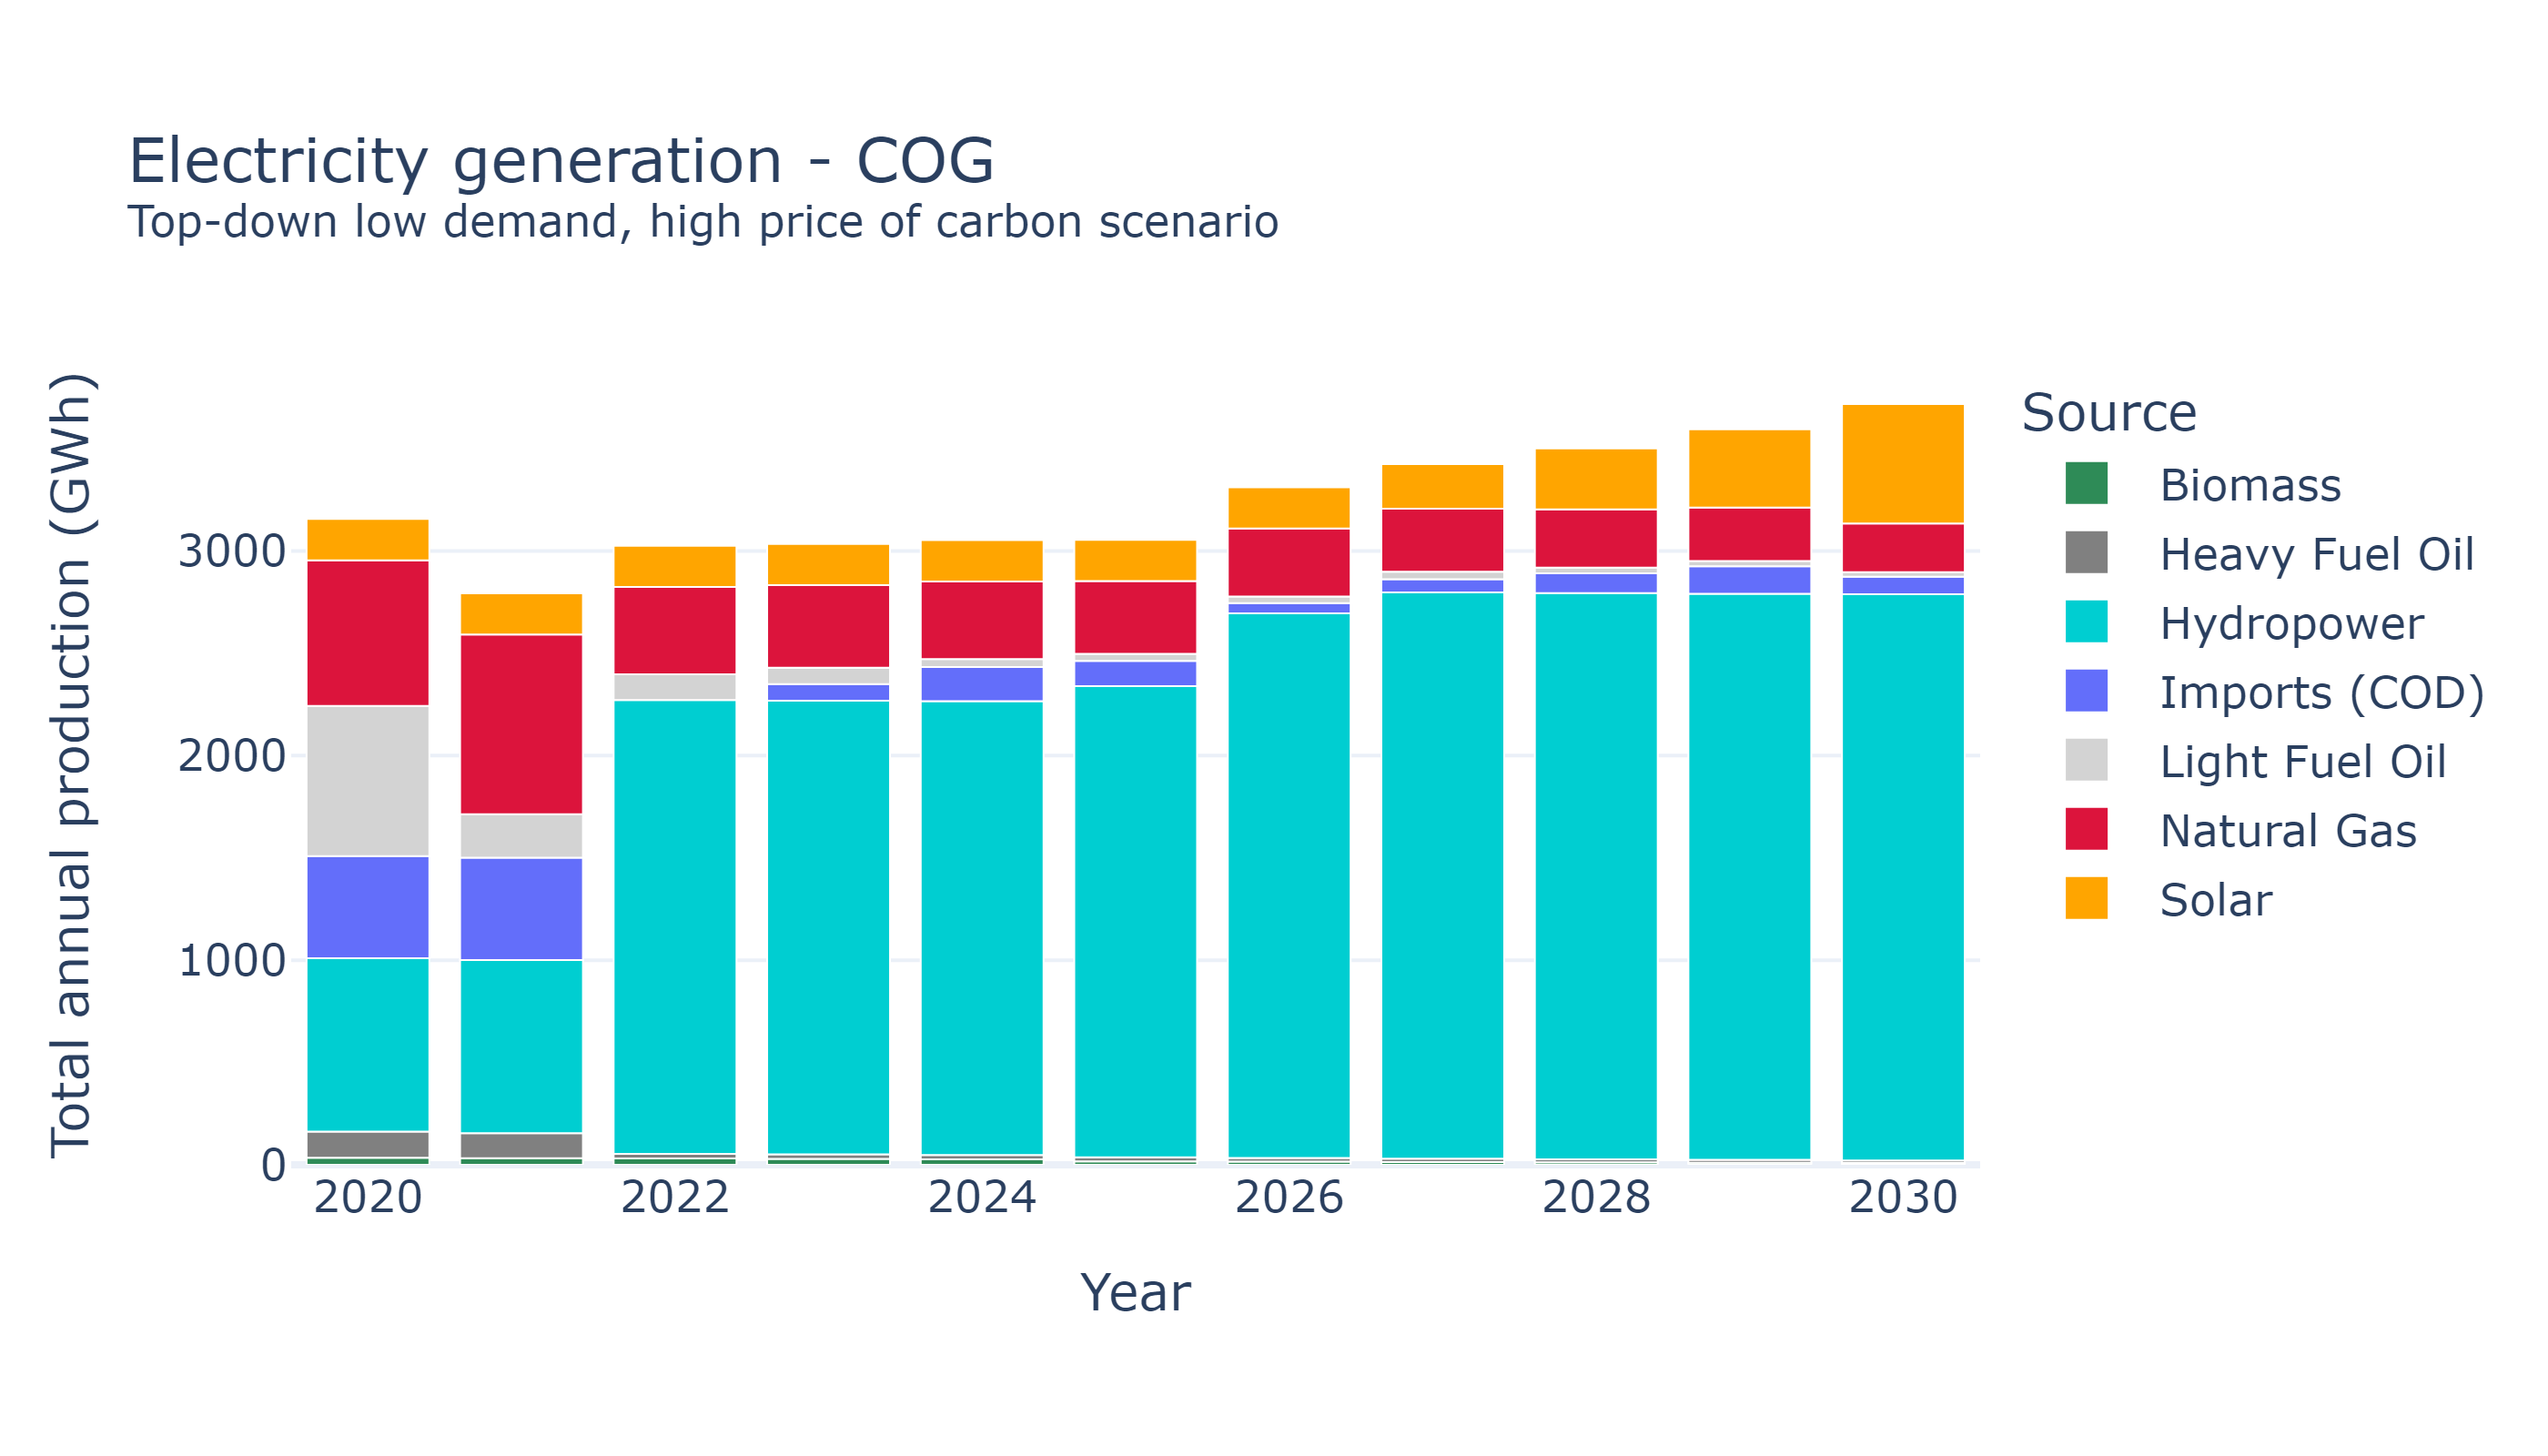 Electricity generation - COG
Top-down low demand, high price of carbon scenario
Total annual production (GWh)
3000
2000
1000
0
2020
2022
2024
2026
2028
2030
Year
Source
Biomass
Heavy Fuel Oil
Hydropower
Imports (COD)
Light Fuel Oil
Natural Gas
Solar